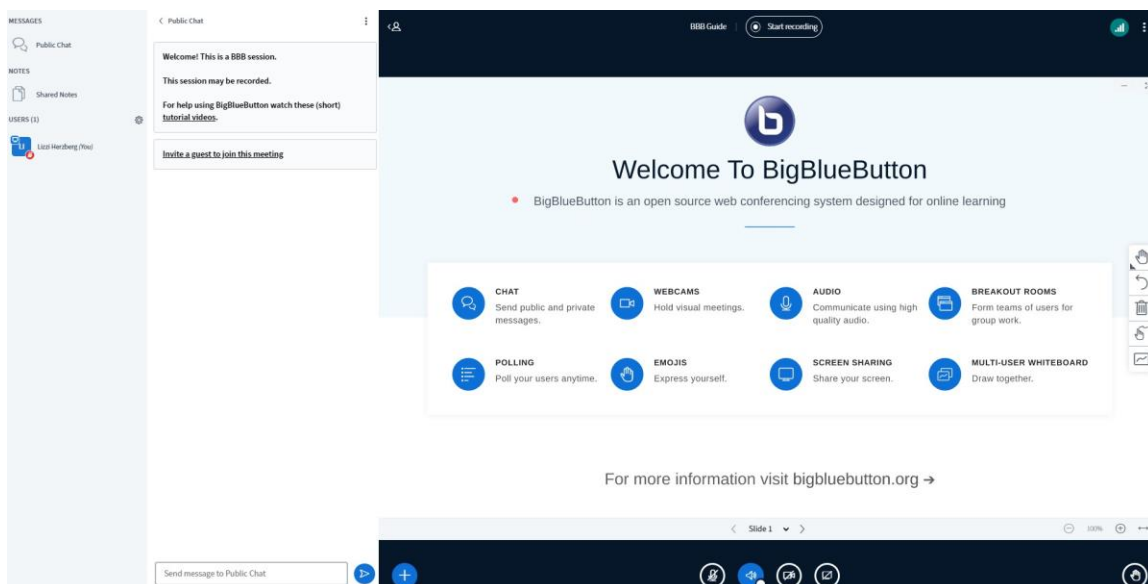 MESSAGES
Public Chat
NOTES
Shared Notes
USERS (1)
LI
Lizzi Herzberg (You)
Public Chat
Welcome! This is a BBB session.
This session may be recorded.
For help using BigBlueButton watch these (short)
tutorial videos.
Invite a guest to join this meeting
Send message to Public Chat
BBB Guide
Start recording
b
Welcome To BigBlueButton
BigBlueButton is an open source web conferencing system designed for online learning
CHAT
Send public and private
messages.
WEBCAMS
Hold visual meetings.
AUDIO
Communicate using high
quality audio.
BREAKOUT ROOMS
Form teams of users for
group work.
POLLING
Poll your users anytime.
EMOJIS
Express yourself.
SCREEN SHARING
Share your screen.
MULTI-USER WHITEBOARD
Draw together.
For more information visit bigbluebutton.org →
Slide 1
100%